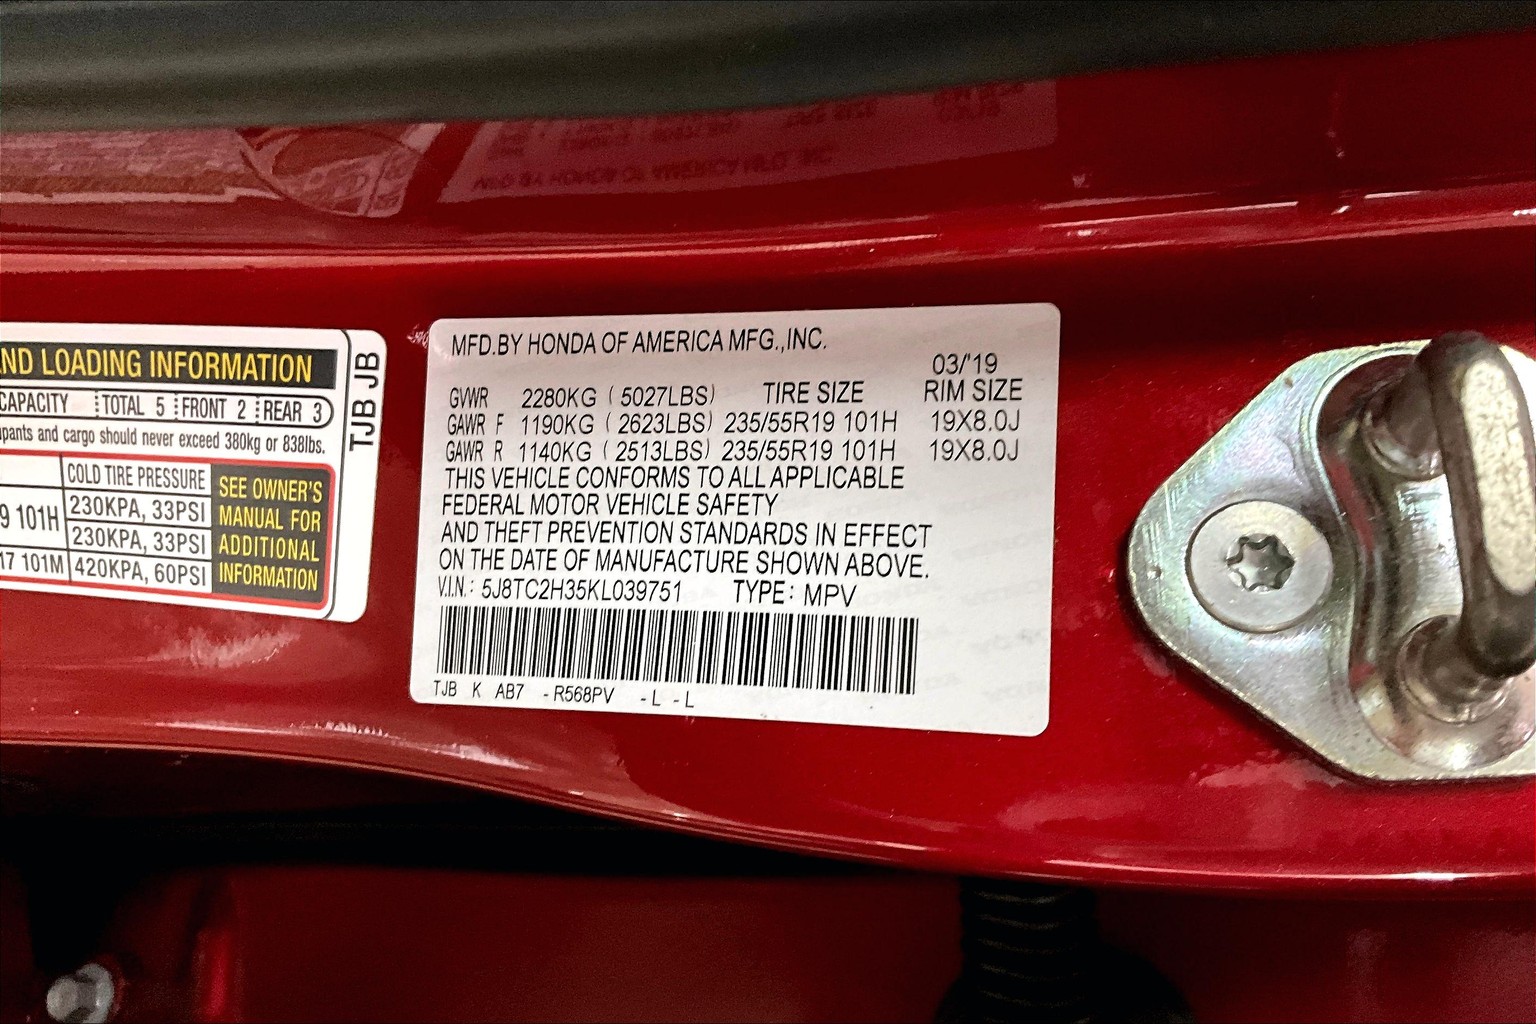 ND LOADING INFORMATION
CAPACITY TOTAL 5 FRONT 2 REAR 3
pants and cargo should never exceed 380kg or 838lbs.
COLD TIRE PRESSURE
9 101H 230KPA, 33PSI
230KPA, 33PSI
17 101M 420KPA, 60PSI
SEE OWNER'S
MANUAL FOR
ADDITIONAL
INFORMATION
TJB JB
MFD.BY HONDA OF AMERICA MFG.,INC.
03/'19
GVWR 2280KG ( 5027LBS) TIRE SIZE RIM SIZE
GAWR F 1190KG ( 2623LBS) 235/55R19 101H 19X8.0J
GAWR R 1140KG ( 2513LBS) 235/55R19 101H 19X8.0J
THIS VEHICLE CONFORMS TO ALL APPLICABLE
FEDERAL MOTOR VEHICLE SAFETY
AND THEFT PREVENTION STANDARDS IN EFFECT
ON THE DATE OF MANUFACTURE SHOWN ABOVE.
V.I.N.: 5J8TC2H35KL039751 TYPE: MPV
TJB K AB7 -R568PV -L -L